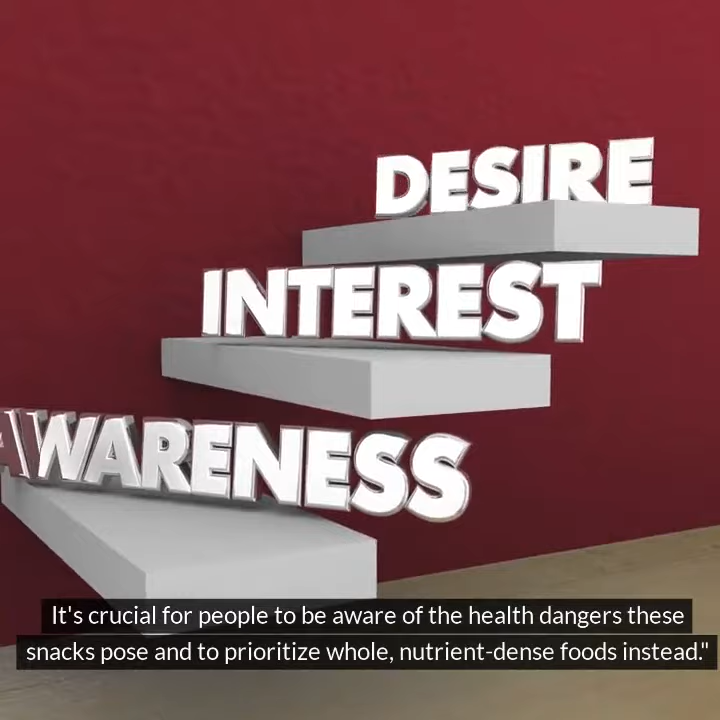 DESIRE
INTEREST
AWARENESS
It's crucial for people to be aware of the health dangers these
snacks pose and to prioritize whole, nutrient-dense foods instead."